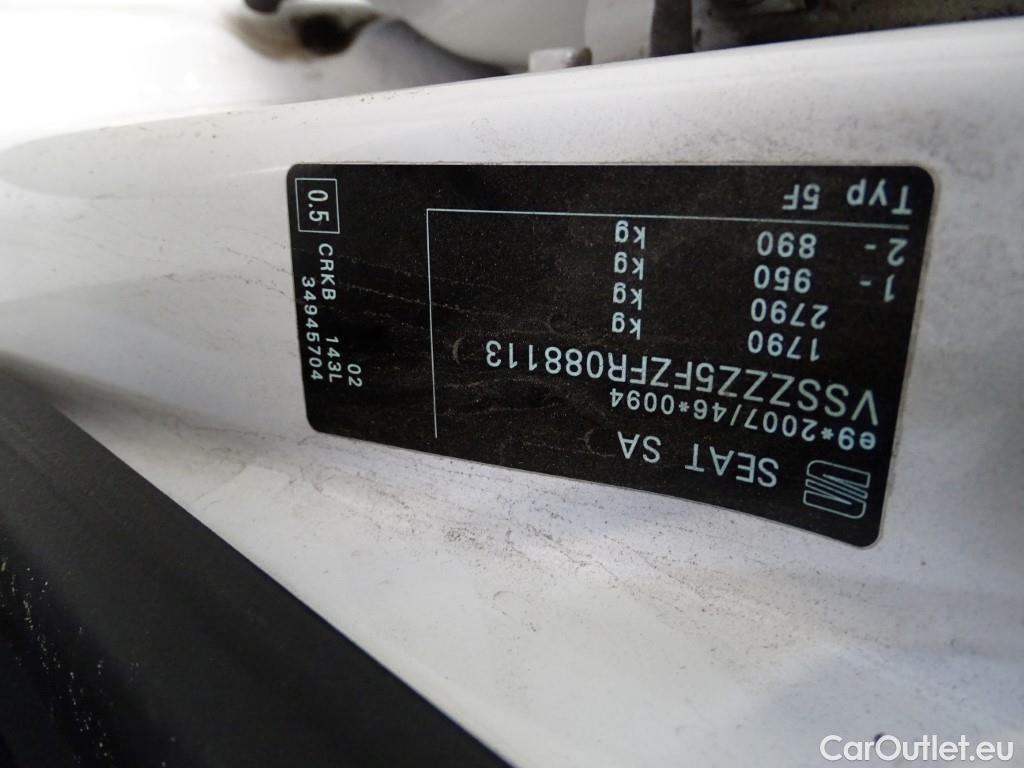 SEAT SA
e9*2007/46*0094
VSSZZZ5FZFR088113
1790 kg
2790 kg
1- 950 kg
2- 890 kg
Typ 5F
0.5 CRKB 143L 02
34945704
CarOutlet.eu